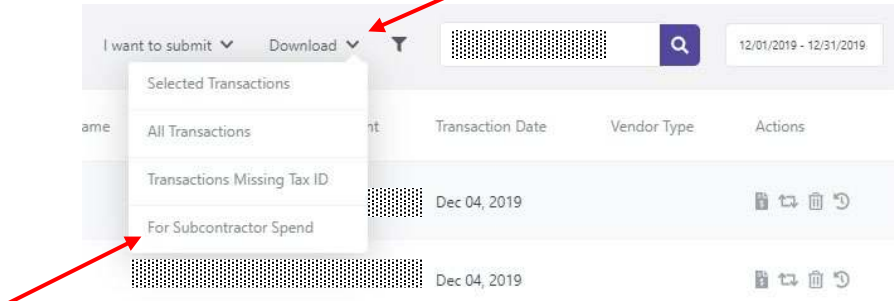 I want to submit Download 12/01/2019 - 12/31/2019
Selected Transactions
ame All Transactions nt Transaction Date Vendor Type Actions
Transactions Missing Tax ID
Dec 04, 2019
For Subcontractor Spend
Dec 04, 2019